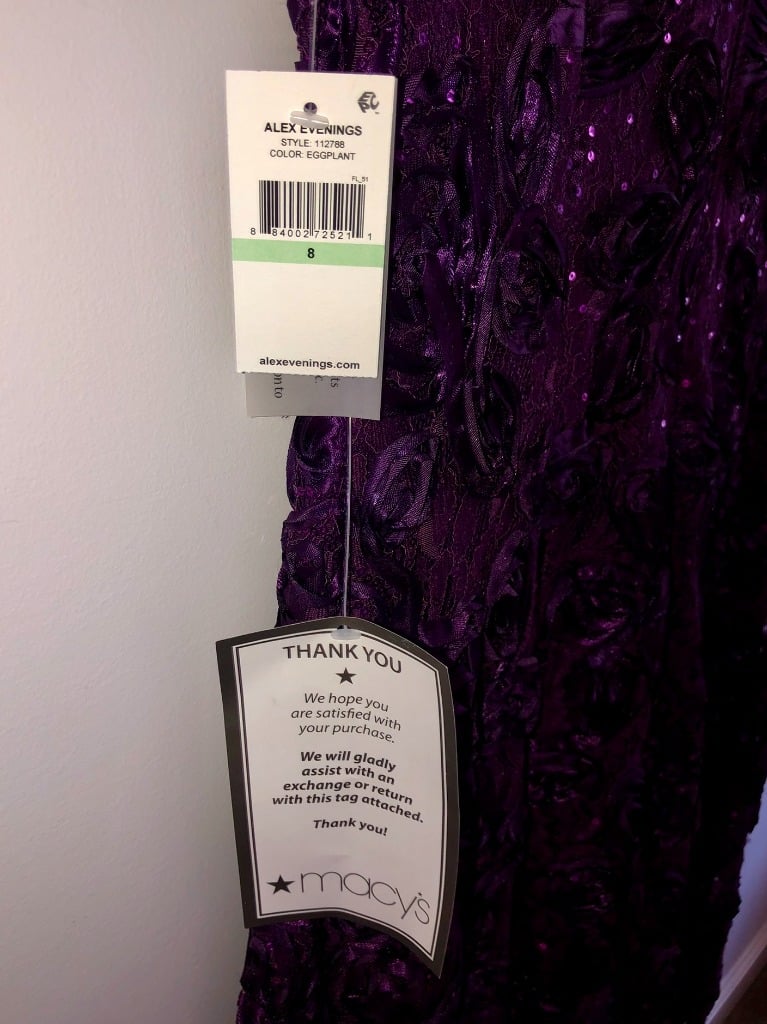 ALEX EVENINGS
STYLE: 112788
COLOR: EGGPLANT
FL_51
8 84002 72521 1
8
alexevenings.com
THANK YOU
We hope you
are satisfied with
your purchase.
We will gladly
assist with an
exchange or return
with this tag attached.
Thank you!
macy's